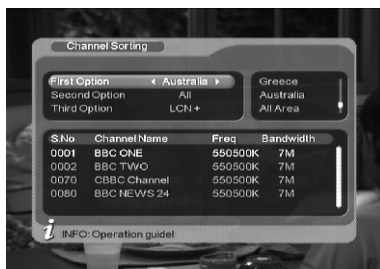 Channel Sorting
First Option Australia
Second Option All
Third Option LCN+
Greece
Australia
All Area
S.No Channel Name Freq Bandwidth
0001 BBC ONE 550500K 7M
0002 BBC TWO 550500K 7M
0070 CBBC Channel 550500K 7M
0080 BBC NEWS 24 550500K 7M
i INFO: Operation guide!